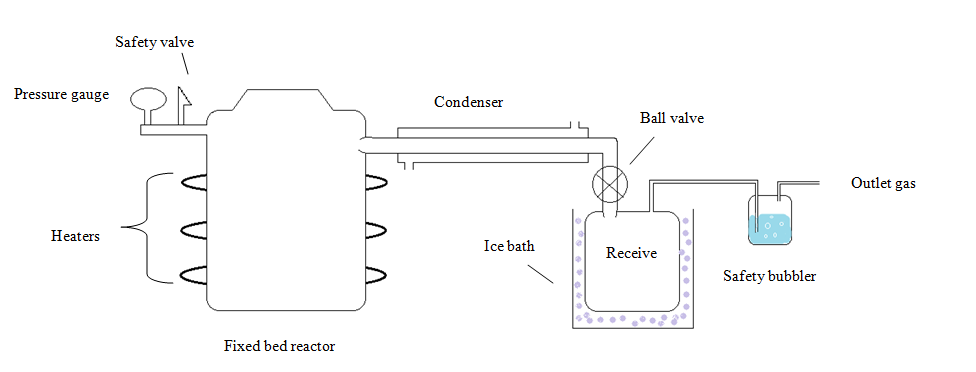 Safety valve
Pressure gauge
Condenser
Ball valve
Outlet gas
Heaters
Ice bath
Receive
Safety bubbler
Fixed bed reactor